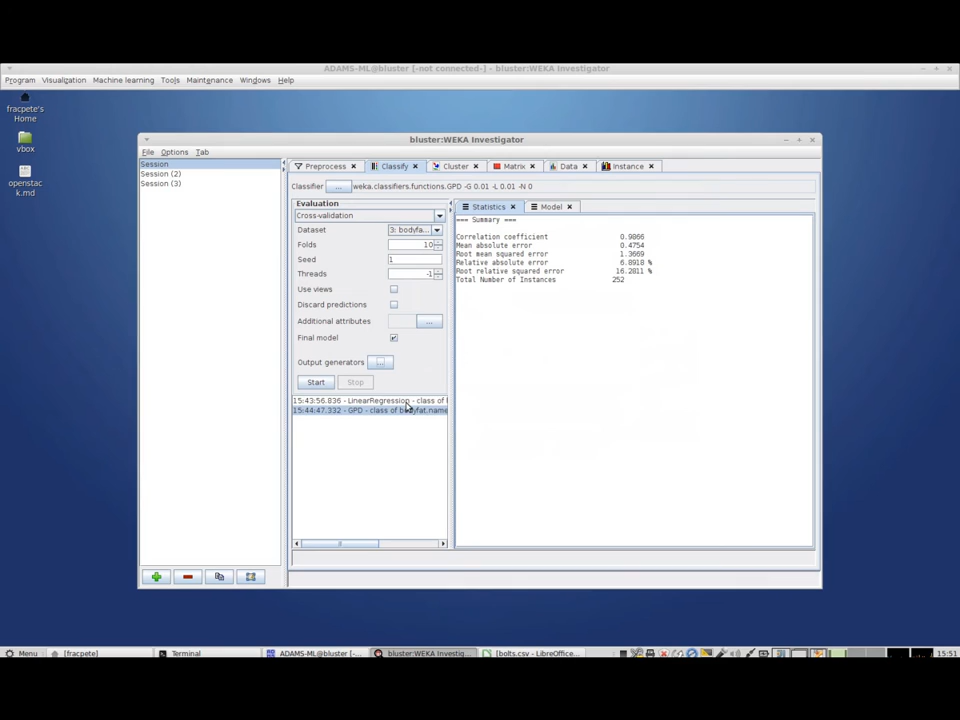 ADAMS-ML@bluster [-not connected-] - bluster:WEKA Investigator
Program Visualization Machine learning Tools Maintenance Windows Help
fracpete's
Home
vbox
openstac
k.md
bluster:WEKA Investigator
File Options Tab
Session
Session (2)
Session (3)
Preprocess Classify Cluster Matrix Data Instance
Classifier ... weka.classifiers.functions.GPD -G 0.01 -L 0.01 -N 0
Evaluation
Cross-validation
Dataset 3: bodyfa...
Folds 10
Seed 1
Threads -1
Use views
Discard predictions
Additional attributes ...
Final model
Output generators ...
Start Stop
15:43:56.836 - LinearRegression - class of
15:44:47.332 - GPD - class of bodyfat.name
Statistics Model
=== Summary ===
Correlation coefficient 0.9866
Mean absolute error 0.4754
Root mean squared error 1.3669
Relative absolute error 6.8918 %
Root relative squared error 16.2811 %
Total Number of Instances 252
Menu [fracpete] Terminal ADAMS-ML@bluster [-... bluster:WEKA Investig... [bolts.csv - LibreOffice... 15:51